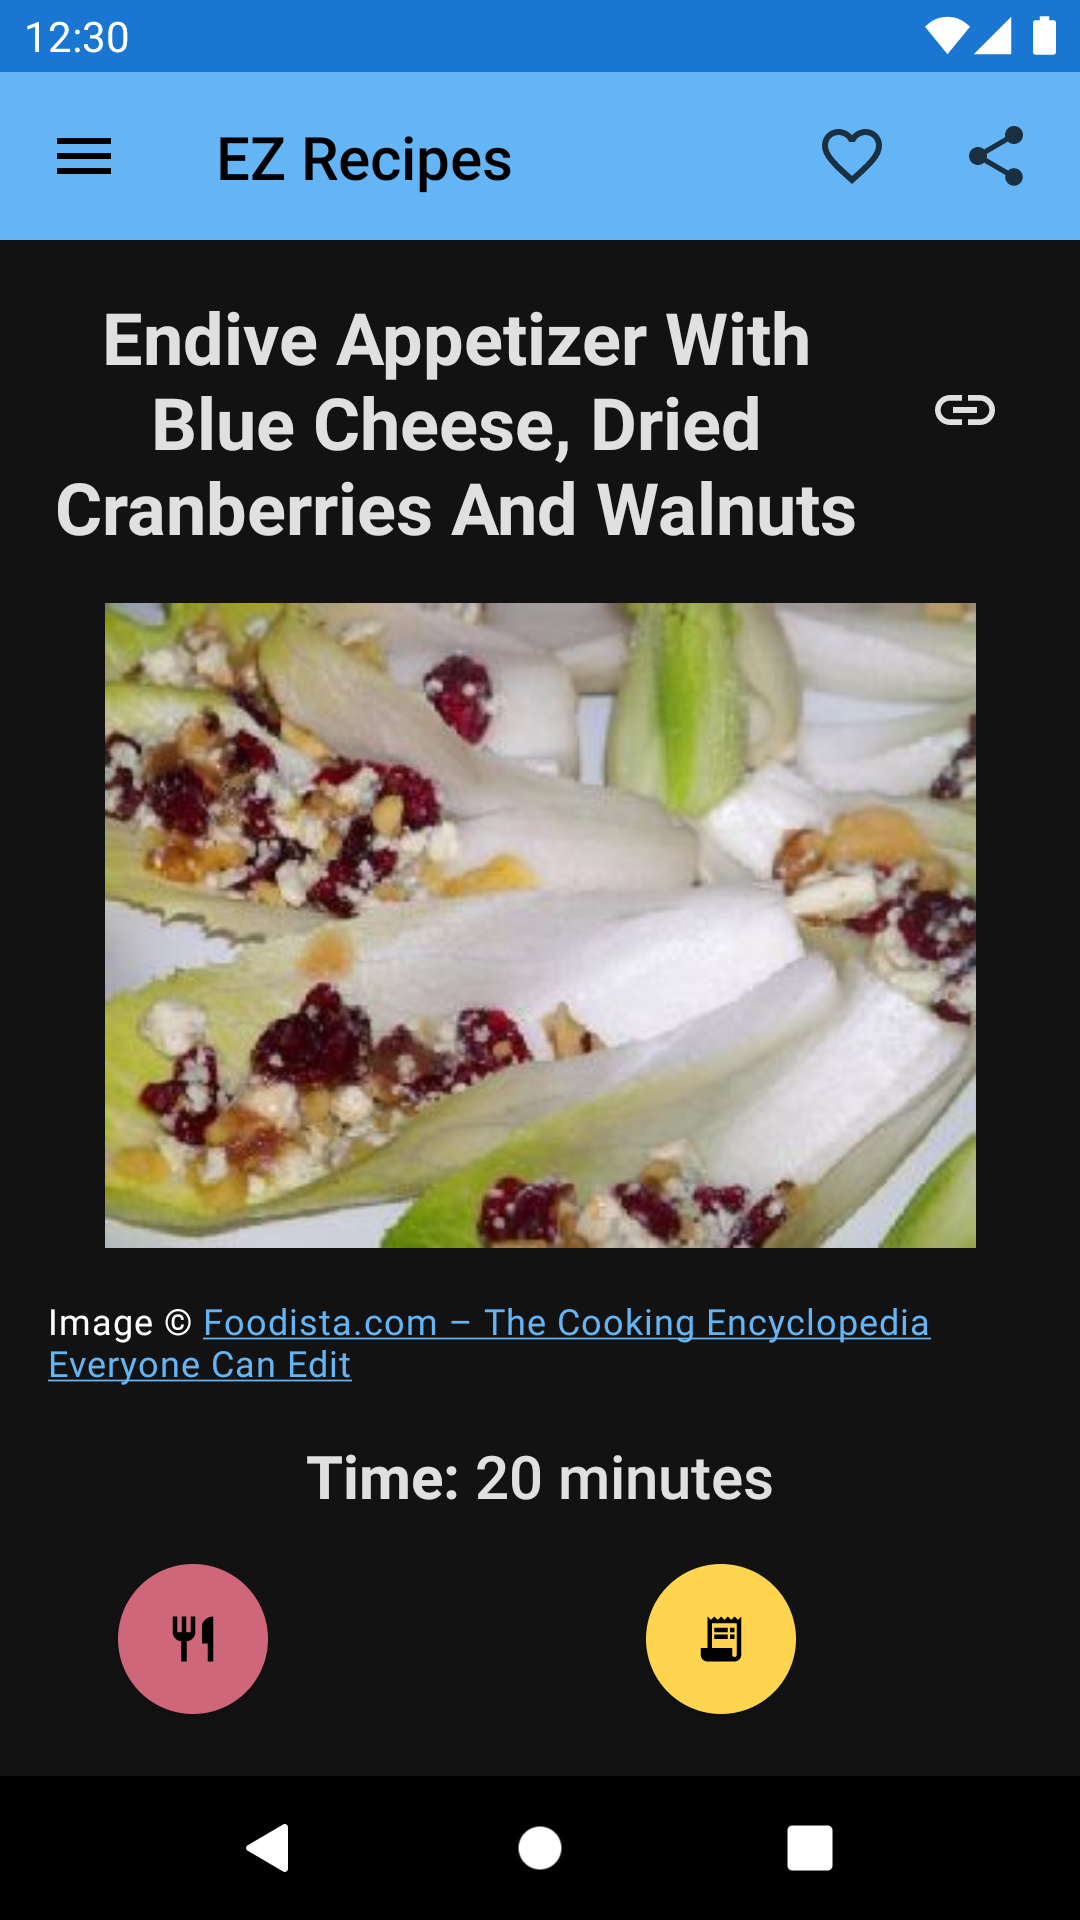 12:30
EZ Recipes
Endive Appetizer With
Blue Cheese, Dried
Cranberries And Walnuts
Image © Foodista.com – The Cooking Encyclopedia
Everyone Can Edit
Time: 20 minutes